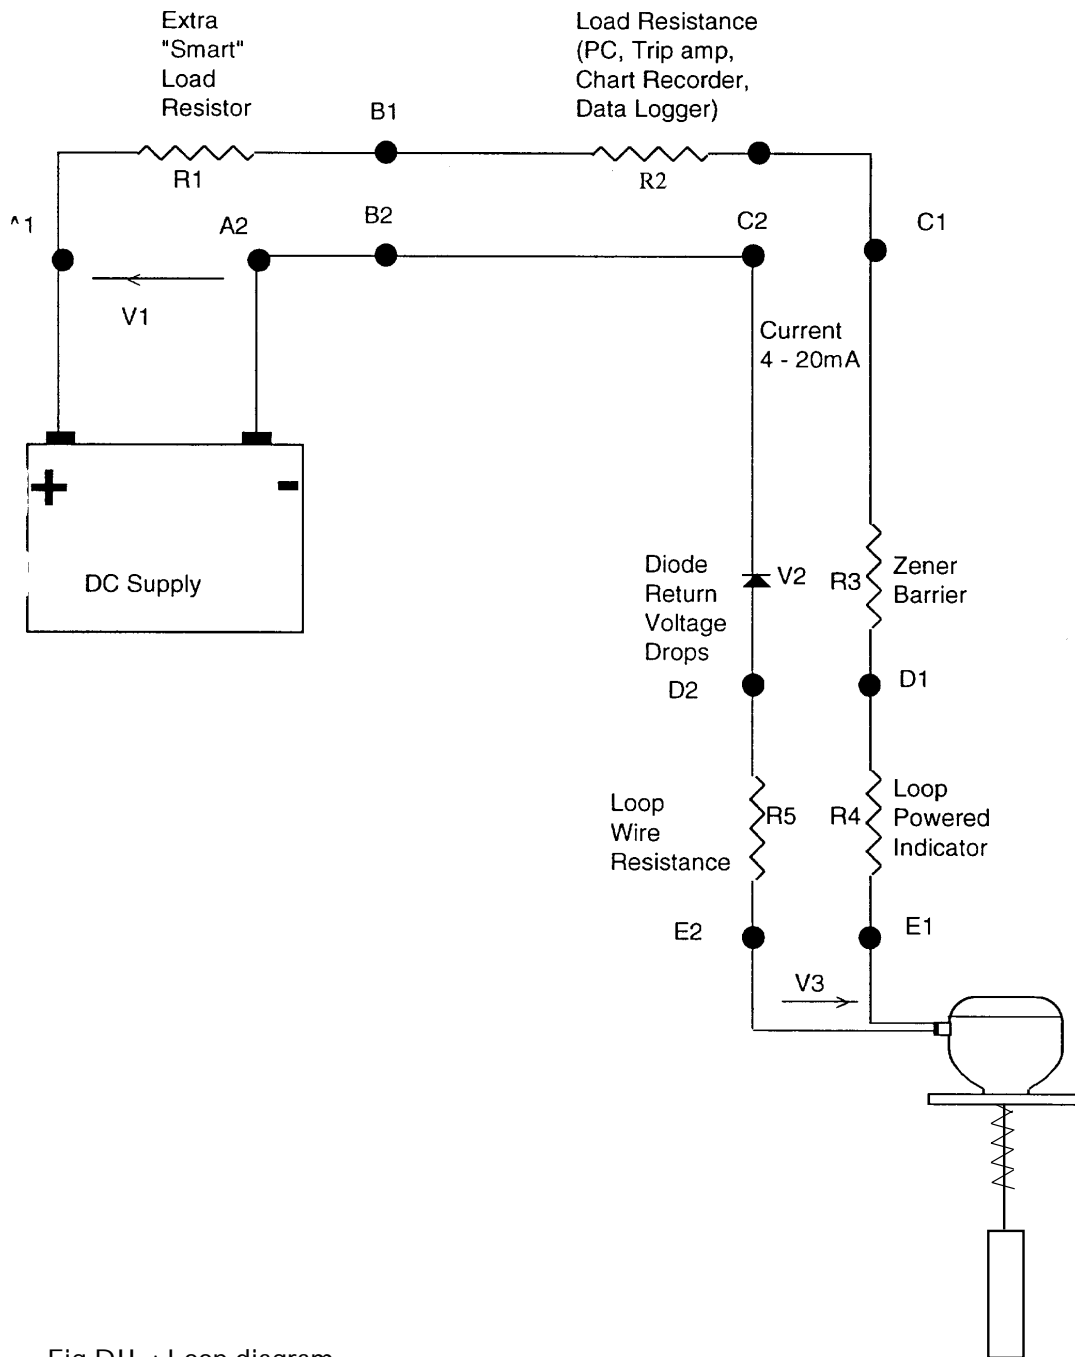 Extra
"Smart"
Load
Resistor
Load Resistance
(PC, Trip amp,
Chart Recorder,
Data Logger)
B1
R1
R2
^1
A2
B2
C2
C1
V1
Current
4 - 20mA
+
-
DC Supply
Diode
Return
Voltage
Drops
V2
R3
Zener
Barrier
D2
D1
Loop
Wire
Resistance
R5
R4
Loop
Powered
Indicator
E2
E1
V3
Loop diagram